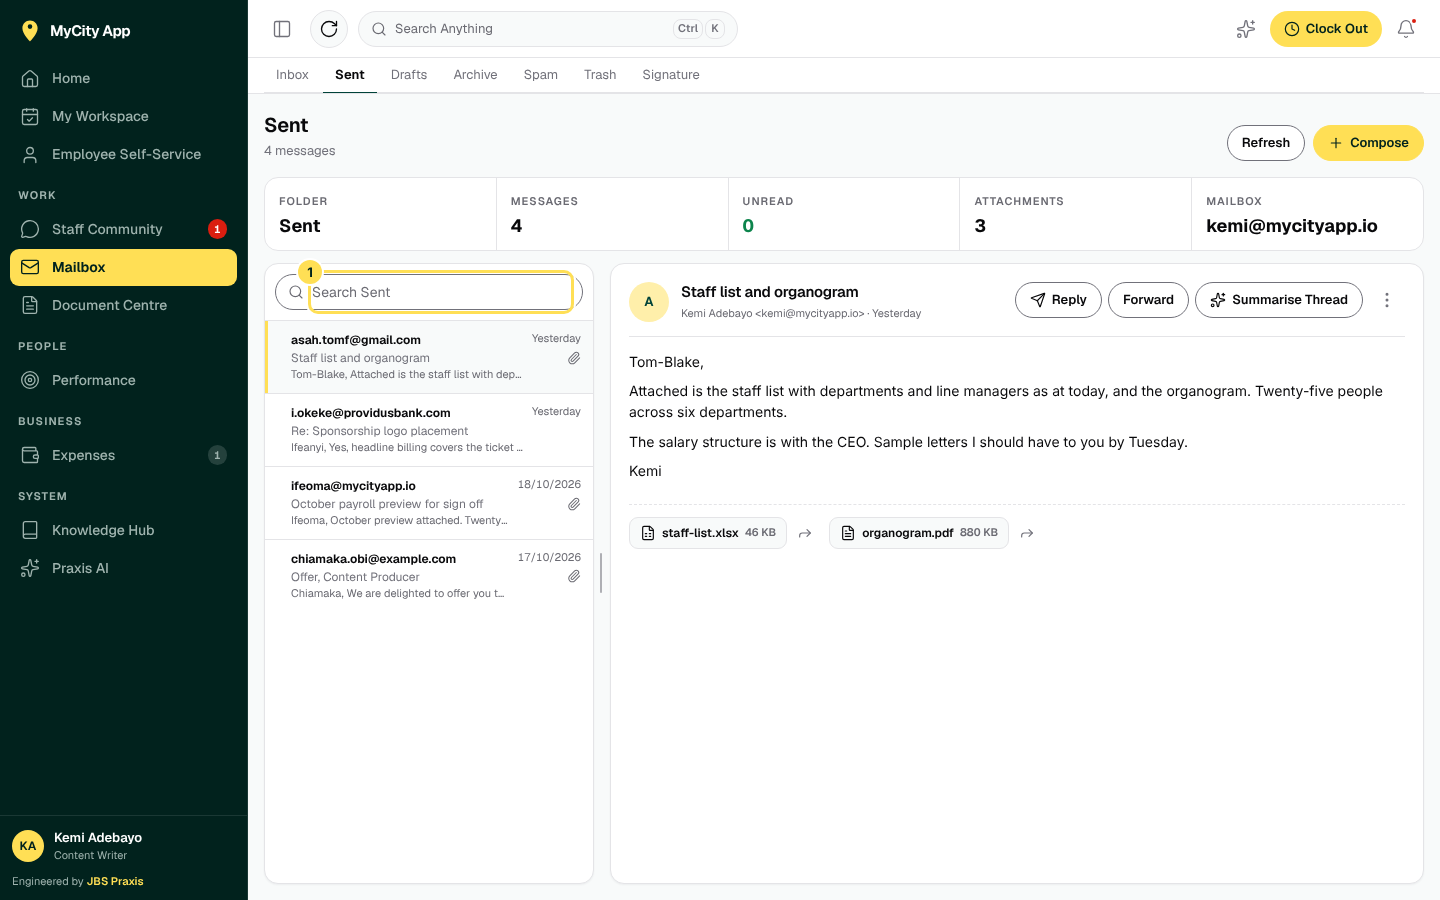 MyCity App
Home
My Workspace
Employee Self-Service
WORK
Staff Community 1
Mailbox
Document Centre
PEOPLE
Performance
BUSINESS
Expenses 1
SYSTEM
Knowledge Hub
Praxis AI
KA
Kemi Adebayo
Content Writer
Engineered by JBS Praxis
Search Anything Ctrl K
Clock Out
Inbox Sent Drafts Archive Spam Trash Signature
Sent
4 messages
Refresh
Compose
FOLDER
Sent
MESSAGES
4
UNREAD
0
ATTACHMENTS
3
MAILBOX
kemi@mycityapp.io
1
Search Sent
asah.tomf@gmail.com Yesterday
Staff list and organogram
Tom-Blake, Attached is the staff list with dep...
i.okeke@providusbank.com Yesterday
Re: Sponsorship logo placement
Ifeanyi, Yes, headline billing covers the ticket ...
ifeoma@mycityapp.io 18/10/2026
October payroll preview for sign off
Ifeoma, October preview attached. Twenty...
chiamaka.obi@example.com 17/10/2026
Offer, Content Producer
Chiamaka, We are delighted to offer you t...
A
Staff list and organogram
Kemi Adebayo <kemi@mycityapp.io> · Yesterday
Reply
Forward
Summarise Thread
Tom-Blake,
Attached is the staff list with departments and line managers as at today, and the organogram. Twenty-five people
across six departments.
The salary structure is with the CEO. Sample letters I should have to you by Tuesday.
Kemi
staff-list.xlsx 46 KB
organogram.pdf 880 KB